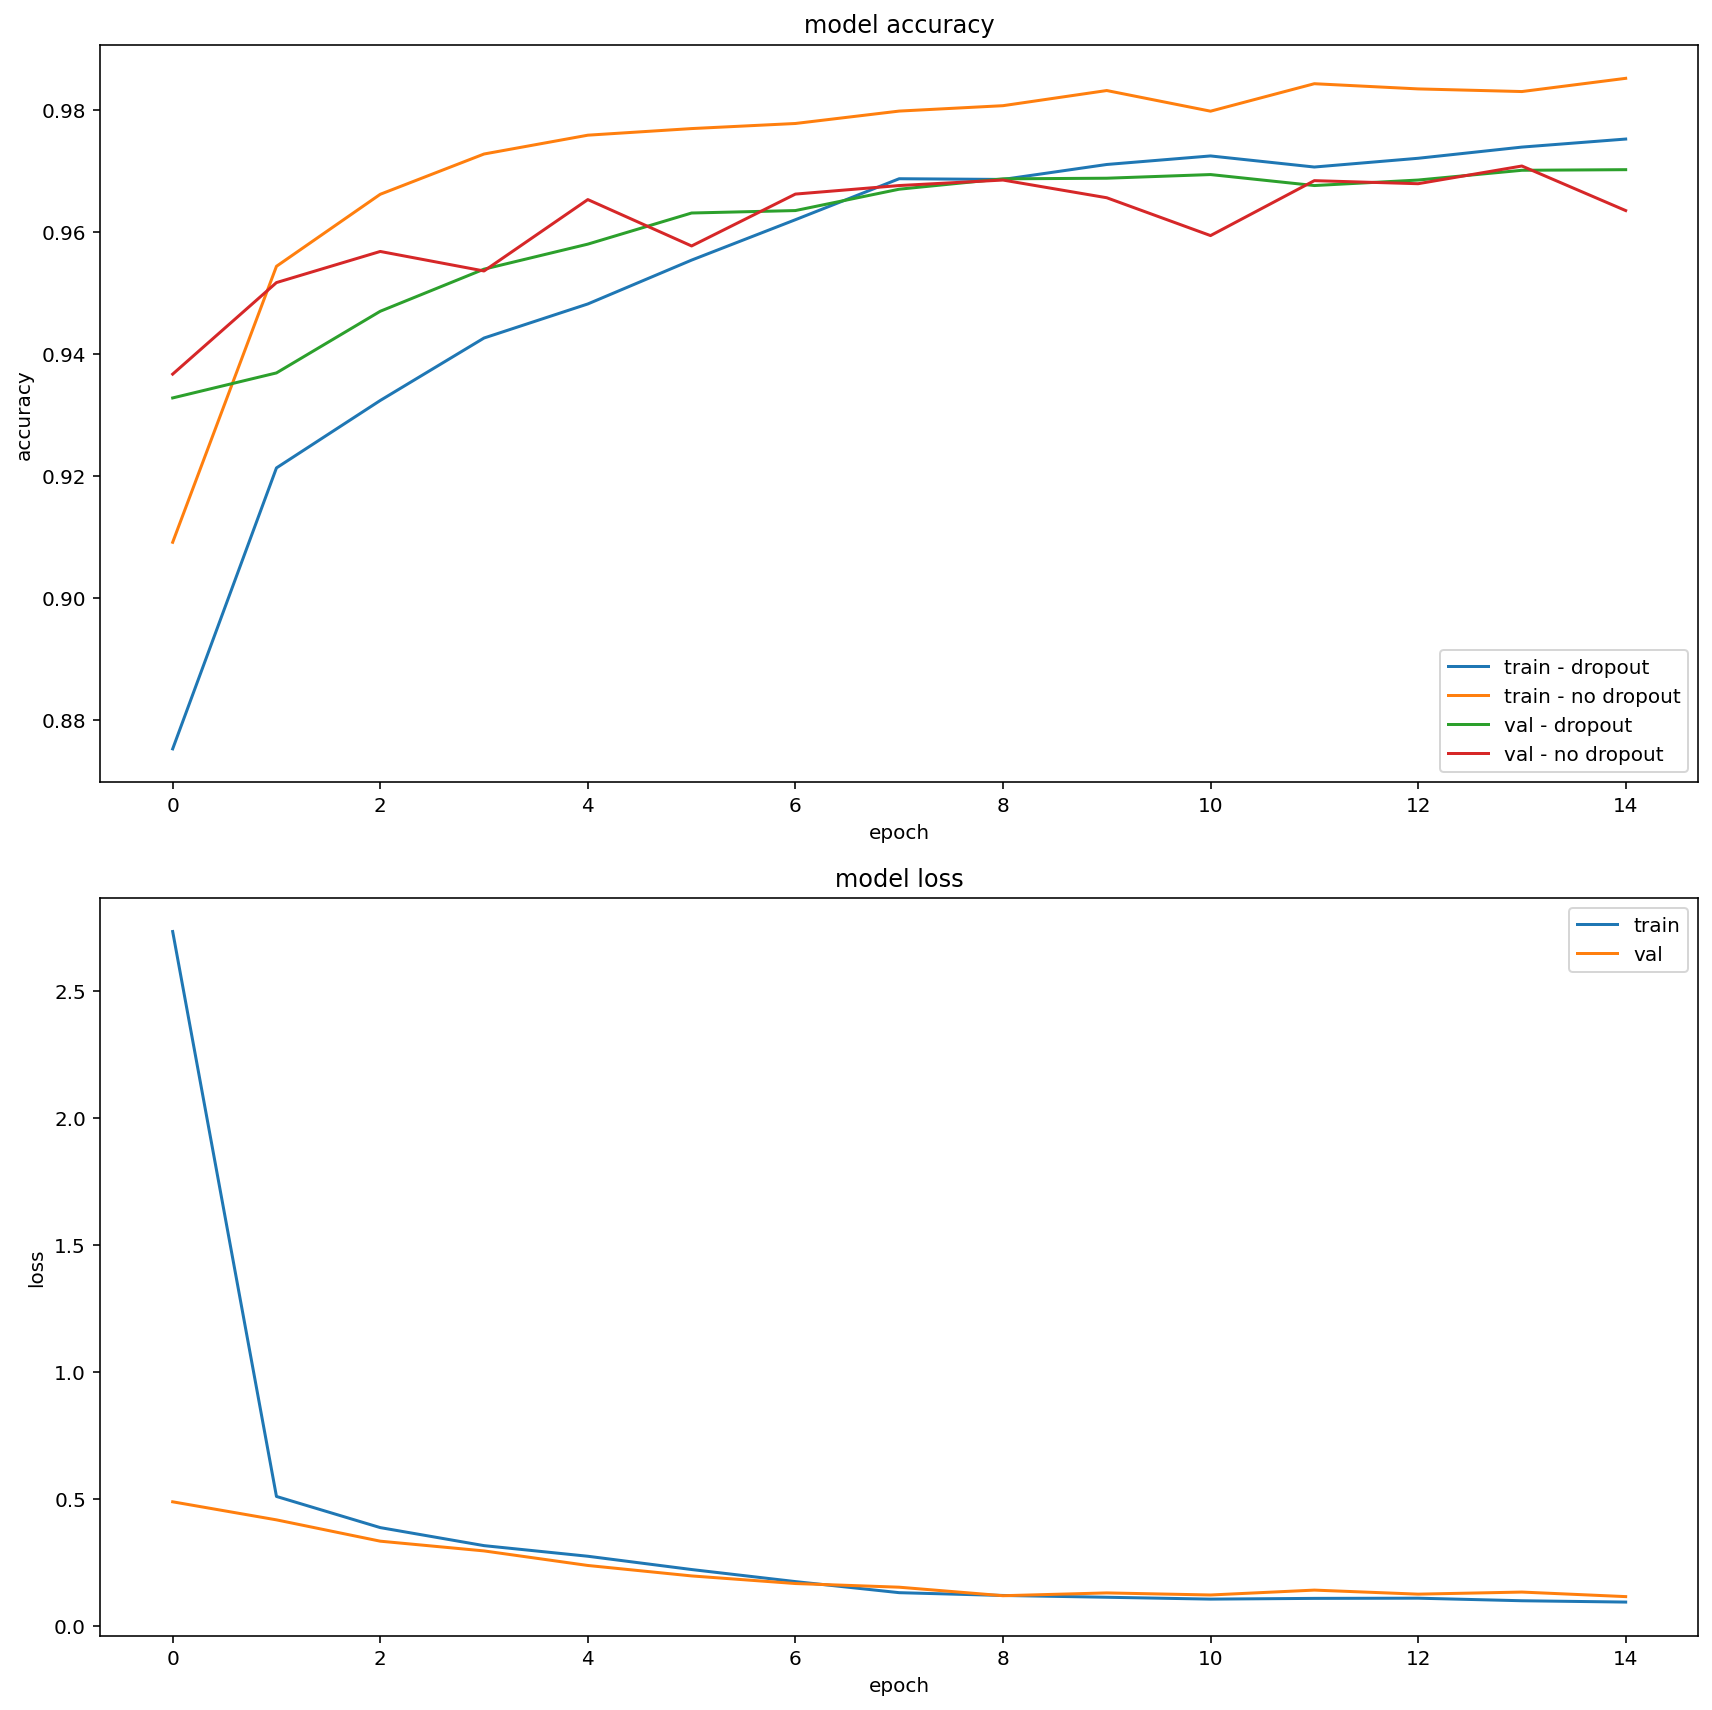 model accuracy
0.98
0.96
0.94
0.92
0.90
0.88
accuracy
train - dropout
train - no dropout
val - dropout
val - no dropout
0 2 4 6 8 10 12 14
epoch
model loss
train
val
2.5
2.0
1.5
1.0
0.5
0.0
loss
0 2 4 6 8 10 12 14
epoch